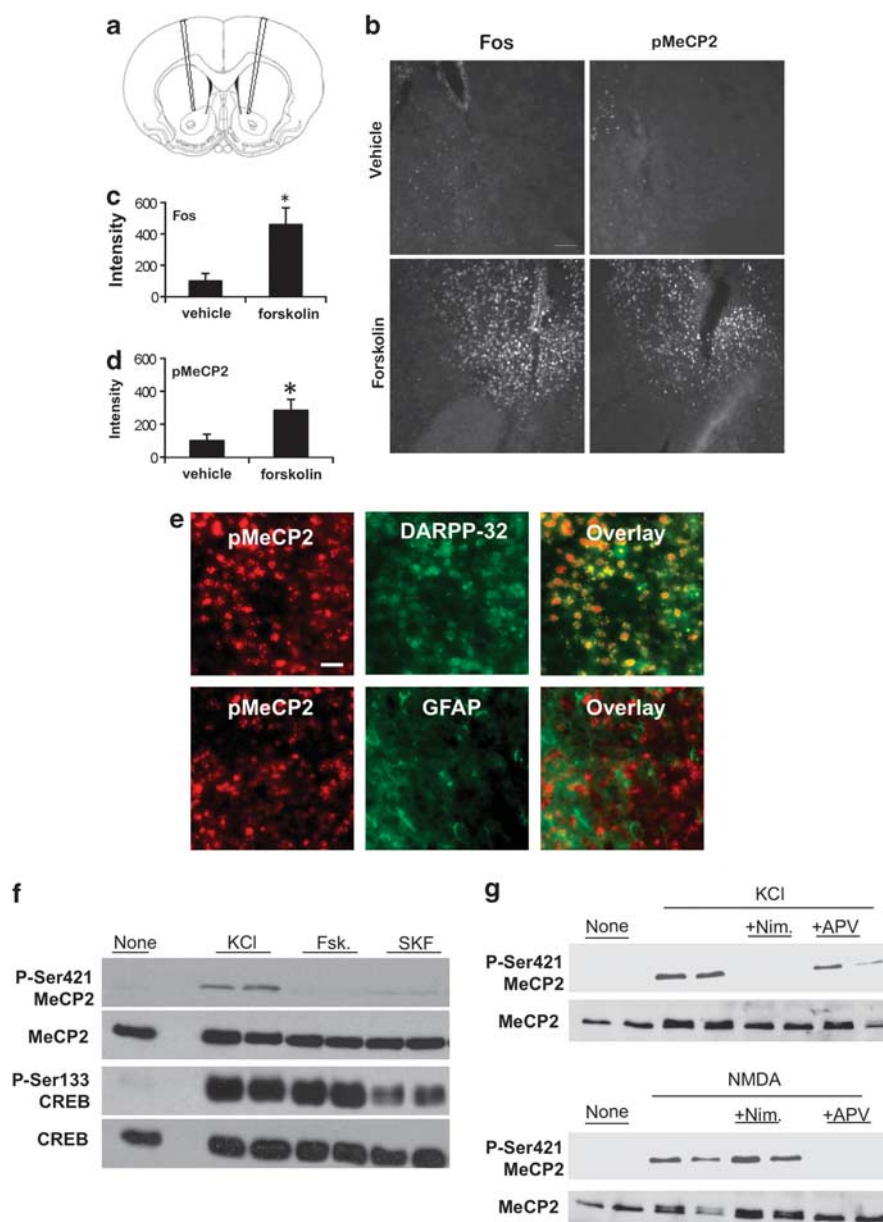 a
b
Fos
pMeCP2
Vehicle
Forskolin
c
Intensity
600
400
200
0
Fos
*
vehicle
forskolin
d
Intensity
600
400
200
0
pMeCP2
*
vehicle
forskolin
e
pMeCP2
DARPP-32
Overlay
pMeCP2
GFAP
Overlay
f
None
KCl
Fsk.
SKF
P-Ser421
MeCP2
MeCP2
P-Ser133
CREB
CREB
g
KCl
None
+Nim.
+APV
P-Ser421
MeCP2
MeCP2
NMDA
None
+Nim.
+APV
P-Ser421
MeCP2
MeCP2